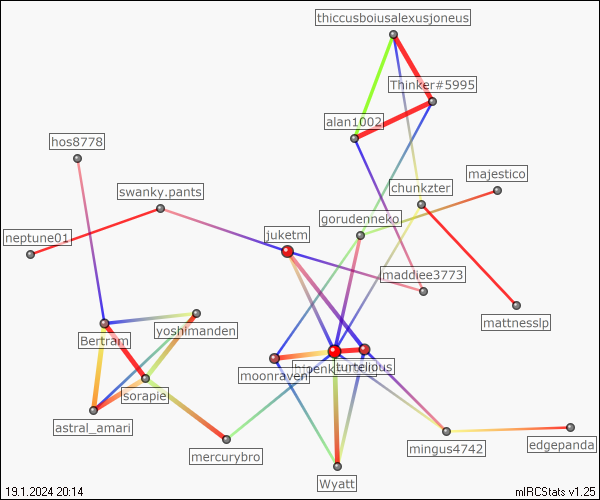 thiccusboiusalexusjoneus
Thinker#5995
alan1002
hos8778
majestico
swanky.pants
chunkzter
gorudenneko
neptune01
juketm
maddiee3773
mattnesslp
yoshimanden
Bertram
moonraven
turtelious
sorapie
astral_amari
mingus4742
edgepanda
mercurybro
Wyatt
19.1.2024 20:14
mIRCStats v1.25